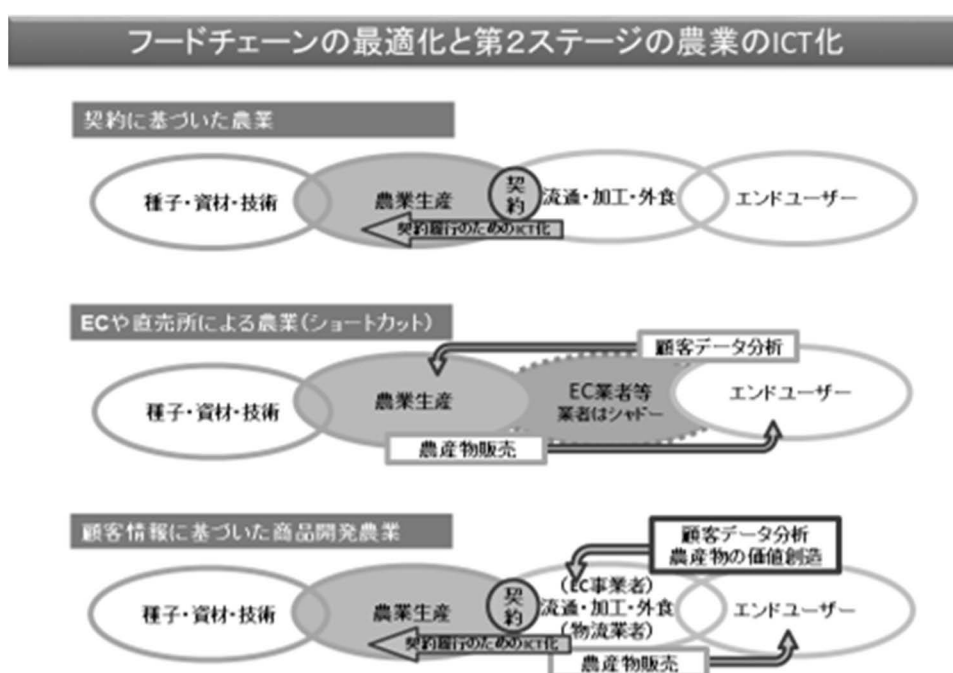 フードチェーンの最適化と第２ステージの農業のICT化
契約に基づいた農業
種子・資材・技術
農業生産
契約
流通・加工・外食
エンドユーザー
契約履行のためのICT化
ECや直売所による農業(ショートカット)
顧客データ分析
種子・資材・技術
農業生産
EC業者等
業者はシャドー
エンドユーザー
農産物販売
顧客情報に基づいた商品開発農業
顧客データ分析
農産物の価値創造
種子・資材・技術
農業生産
契約
(EC事業者)
流通・加工・外食
(物流業者)
エンドユーザー
契約履行のためのICT化
農産物販売